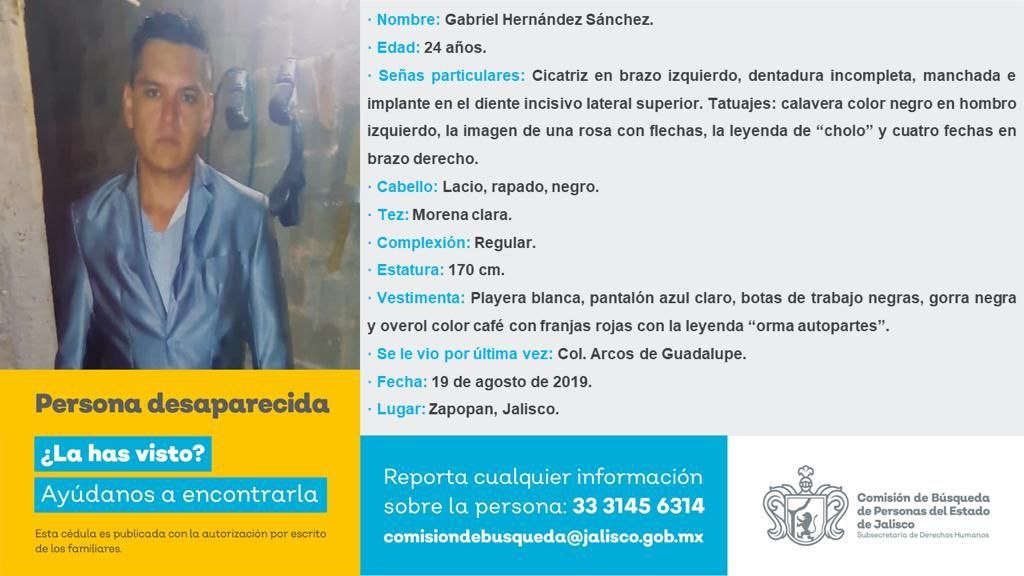 · Nombre: Gabriel Hernández Sánchez.
· Edad: 24 años.
· Señas particulares: Cicatriz en brazo izquierdo, dentadura incompleta, manchada e
implante en el diente incisivo lateral superior. Tatuajes: calavera color negro en hombro
izquierdo, la imagen de una rosa con flechas, la leyenda de “cholo” y cuatro fechas en
brazo derecho.
· Cabello: Lacio, rapado, negro.
· Tez: Morena clara.
· Complexión: Regular.
· Estatura: 170 cm.
· Vestimenta: Playera blanca, pantalón azul claro, botas de trabajo negras, gorra negra
y overol color café con franjas rojas con la leyenda “orma autopartes”.
· Se le vio por última vez: Col. Arcos de Guadalupe.
· Fecha: 19 de agosto de 2019.
· Lugar: Zapopan, Jalisco.
Persona desaparecida
¿La has visto?
Ayúdanos a encontrarla
Esta cédula es publicada con la autorización por escrito
de los familiares.
Reporta cualquier información
sobre la persona: 33 3145 6314
comisiondebusqueda@jalisco.gob.mx
Comisión de Búsqueda
de Personas del Estado
de Jalisco
Subsecretaría de Derechos Humanos